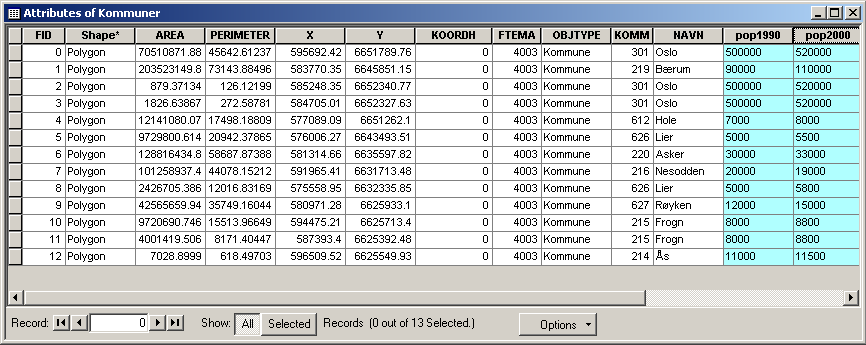 Attributes of Kommuner
FID Shape* AREA PERIMETER X Y KOORDH FTEMA OBJTYPE KOMM NAVN pop1990 pop2000
0 Polygon 70510871.88 45642.61237 595692.42 6651789.76 0 4003 Kommune 301 Oslo 500000 520000
1 Polygon 203523149.8 73143.88496 583770.35 6645851.15 0 4003 Kommune 219 Bærum 90000 110000
2 Polygon 879.37134 126.12199 585248.35 6652340.77 0 4003 Kommune 301 Oslo 500000 520000
3 Polygon 1826.63867 272.58781 584705.01 6652327.63 0 4003 Kommune 301 Oslo 500000 520000
4 Polygon 12141080.07 17498.18809 577089.09 6651262.1 0 4003 Kommune 612 Hole 7000 8000
5 Polygon 9729800.614 20942.37865 576006.27 6643493.51 0 4003 Kommune 626 Lier 5000 5500
6 Polygon 128816434.8 58687.87388 581314.66 6635597.82 0 4003 Kommune 220 Asker 30000 33000
7 Polygon 101258937.4 44078.15212 591965.41 6631713.48 0 4003 Kommune 216 Nesodden 20000 19000
8 Polygon 2426705.386 12016.83169 575558.95 6632335.85 0 4003 Kommune 626 Lier 5000 5800
9 Polygon 42565659.94 35749.16044 580971.28 6625933.1 0 4003 Kommune 627 Røyken 12000 15000
10 Polygon 9720690.746 15513.96649 594475.21 6625713.4 0 4003 Kommune 215 Frogn 8000 8800
11 Polygon 4001419.506 8171.40447 587393.4 6625392.48 0 4003 Kommune 215 Frogn 8000 8800
12 Polygon 7028.8999 618.49703 596509.52 6625549.93 0 4003 Kommune 214 Ås 11000 11500
Record: 0 Show: All Selected Records (0 out of 13 Selected.) Options